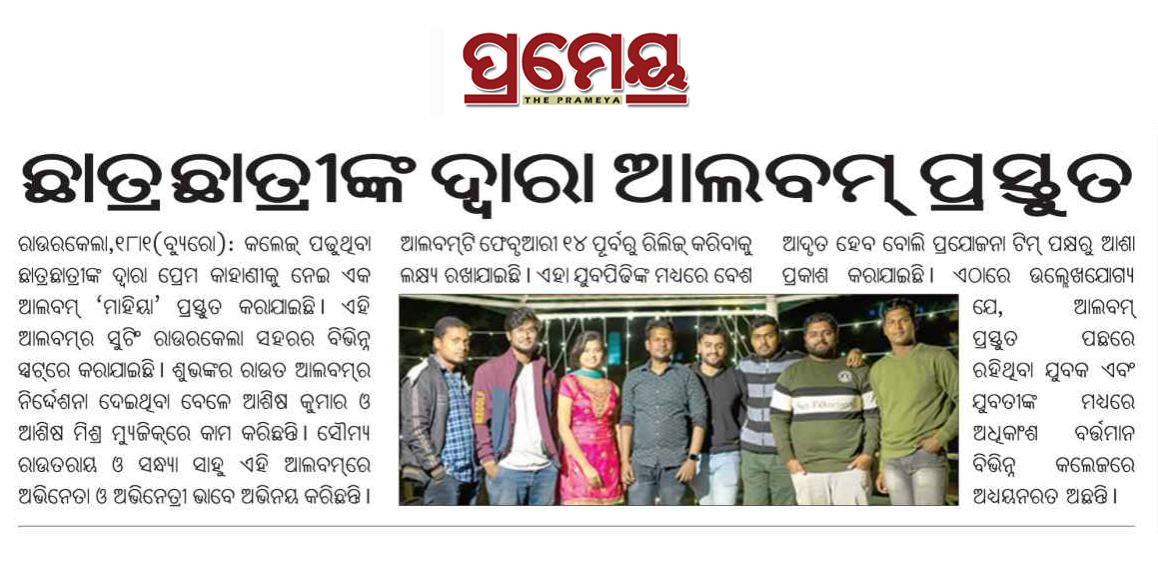 ପ୍ରମେୟ
THE PRAMEYA
ଛାତ୍ରଛାତ୍ରୀଙ୍କ ଦ୍ୱାରା ଆଲବମ୍ ପ୍ରସ୍ତୁତ
ରାଉରକେଲା,୧୮ା୧(ବ୍ୟୁରୋ): କଲେଜ୍ ପଢୁଥିବା
ଛାତ୍ରଛାତ୍ରୀଙ୍କ ଦ୍ୱାରା ପ୍ରେମ କାହାଣୀକୁ ନେଇ ଏକ
ଆଲବମ୍ ‘ମାହିୟା’ ପ୍ରସ୍ତୁତ କରାଯାଇଛି। ଏହି
ଆଲବମ୍‌ର ସୁଟିଂ ରାଉରକେଲା ସହରର ବିଭିନ୍ନ
ସ୍ପଟ୍‌ରେ କରାଯାଇଛି। ଶୁଭଙ୍କର ରାଉତ ଆଲବମ୍‌ର
ନିର୍ଦ୍ଦେଶନା ଦେଇଥିବା ବେଳେ ଆଶିଷ କୁମାର ଓ
ଆଶିଷ ମିଶ୍ର ମ୍ୟୁଜିକ୍‌ରେ କାମ କରିଛନ୍ତି। ସୌମ୍ୟ
ରାଉତରାୟ ଓ ସନ୍ଧ୍ୟା ସାହୁ ଏହି ଆଲବମ୍‌ରେ
ଅଭିନେତା ଓ ଅଭିନେତ୍ରୀ ଭାବେ ଅଭିନୟ କରିଛନ୍ତି।
ଆଲବମ୍‌ଟି ଫେବୃଆରୀ ୧୪ ପୂର୍ବରୁ ରିଲିଜ୍ କରିବାକୁ
ଲକ୍ଷ୍ୟ ରଖାଯାଇଛି। ଏହା ଯୁବପିଢିଙ୍କ ମଧ୍ୟରେ ବେଶ
ଆଦୃତ ହେବ ବୋଲି ପ୍ରଯୋଜନା ଟିମ୍ ପକ୍ଷରୁ ଆଶା
ପ୍ରକାଶ କରାଯାଇଛି। ଏଠାରେ ଉଲ୍ଲେଖଯୋଗ୍ୟ
ଯେ, ଆଲବମ୍
ପ୍ରସ୍ତୁତ ପଛରେ
ରହିଥିବା ଯୁବକ ଏବଂ
ଯୁବତୀଙ୍କ ମଧ୍ୟରେ
ଅଧିକାଂଶ ବର୍ତ୍ତମାନ
ବିଭିନ୍ନ କଲେଜରେ
ଅଧ୍ୟୟନରତ ଅଛନ୍ତି।